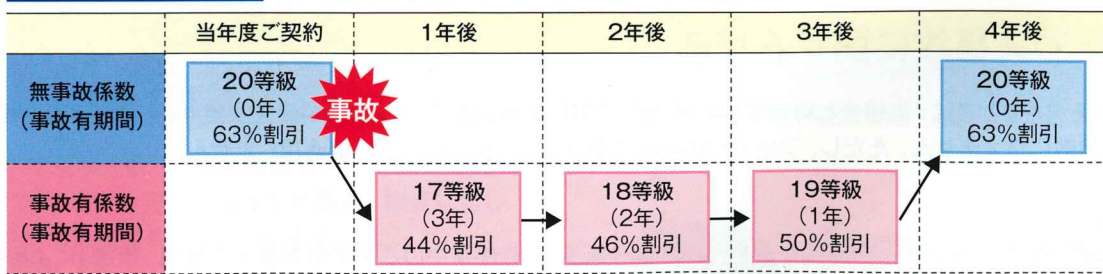 当年度ご契約 1年後 2年後 3年後 4年後
無事故係数
（事故有期間）
20等級
（0年）
63%割引
事故
20等級
（0年）
63%割引
事故有係数
（事故有期間）
17等級
（3年）
44%割引
18等級
（2年）
46%割引
19等級
（1年）
50%割引